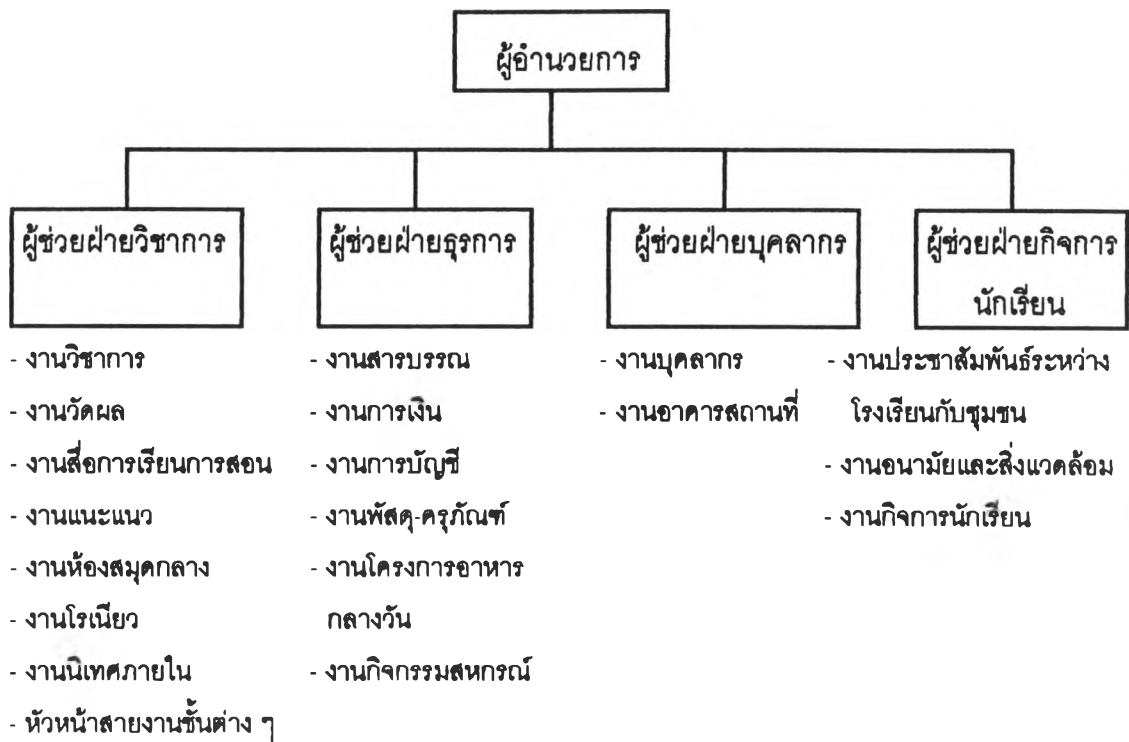 ผู้อำนวยการ
ผู้ช่วยฝ่ายวิชาการ
- งานวิชาการ
- งานวัดผล
- งานสื่อการเรียนการสอน
- งานแนะแนว
- งานห้องสมุดกลาง
- งานโรเนียว
- งานนิเทศภายใน
- หัวหน้าสายงานชั้นต่าง ๆ
ผู้ช่วยฝ่ายธุรการ
- งานสารบรรณ
- งานการเงิน
- งานการบัญชี
- งานพัสดุ-ครุภัณฑ์
- งานโครงการอาหาร
กลางวัน
- งานกิจกรรมสหกรณ์
ผู้ช่วยฝ่ายบุคลากร
- งานบุคลากร
- งานอาคารสถานที่
ผู้ช่วยฝ่ายกิจการ
นักเรียน
- งานประชาสัมพันธ์ระหว่าง
โรงเรียนกับชุมชน
- งานอนามัยและสิ่งแวดล้อม
- งานกิจการนักเรียน